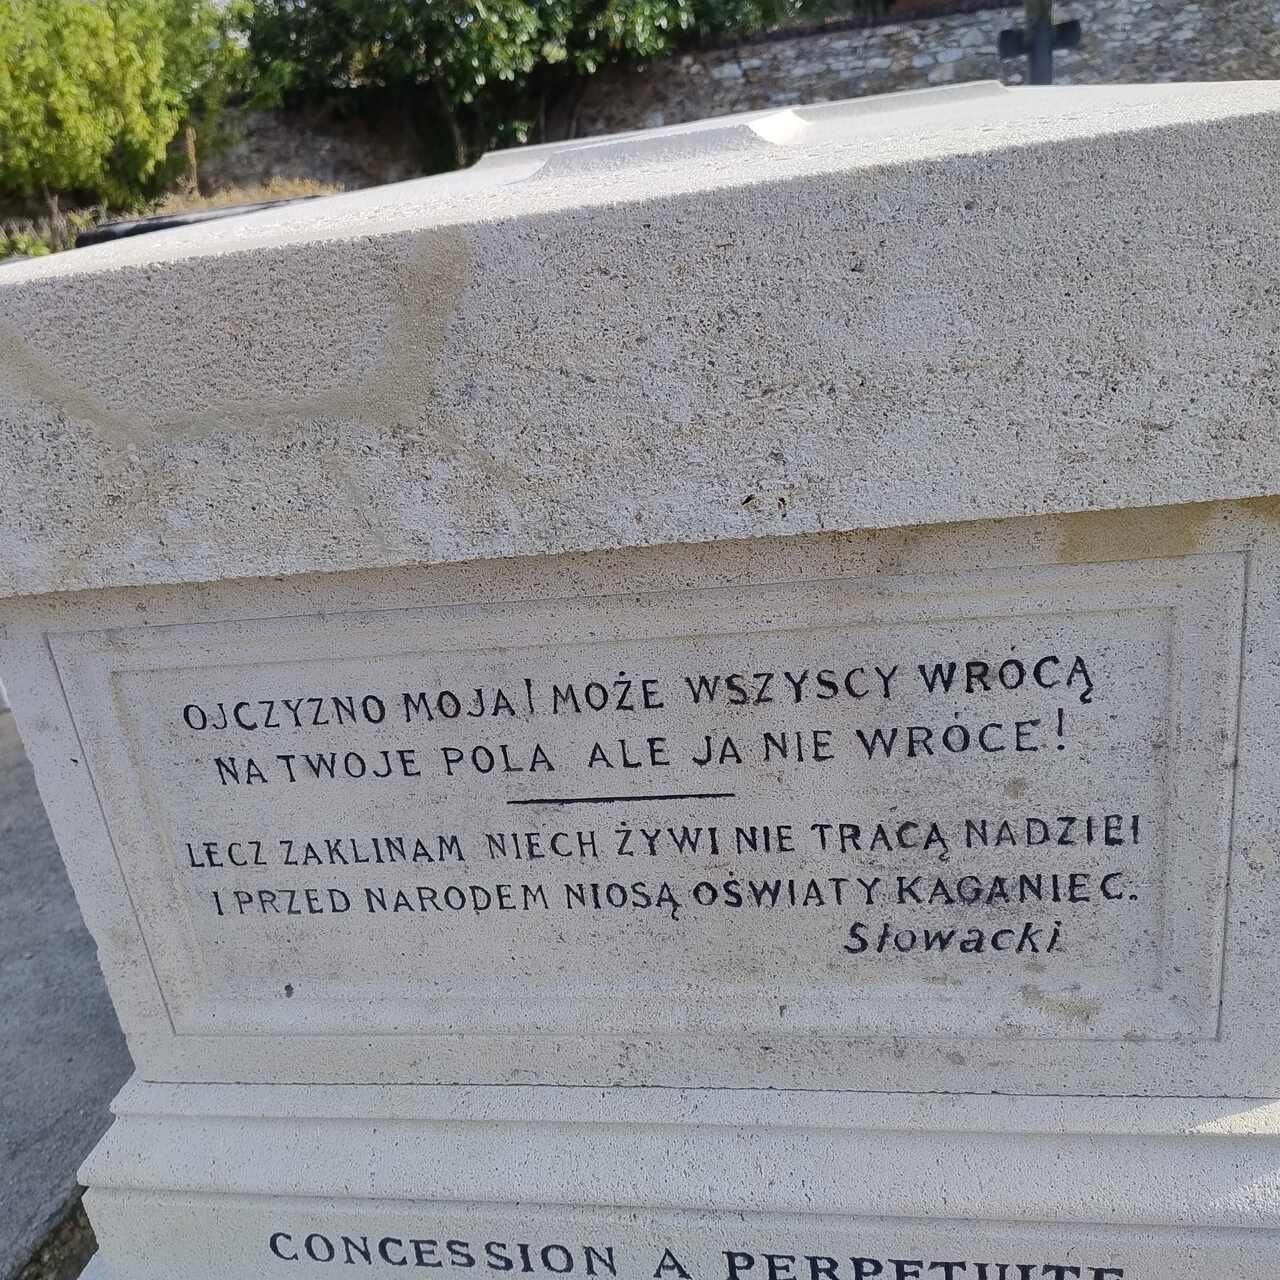 OJCZYZNO MOJA! MOŻE WSZYSCY WRÓCĄ
NA TWOJE POLA ALE JA NIE WRÓCE!
LECZ ZAKLINAM NIECH ŻYWI NIE TRACĄ NADZIEI
I PRZED NARODEM NIOSĄ OŚWIATY KAGANIEC.
Słowacki
CONCESSION A PERPETUITE